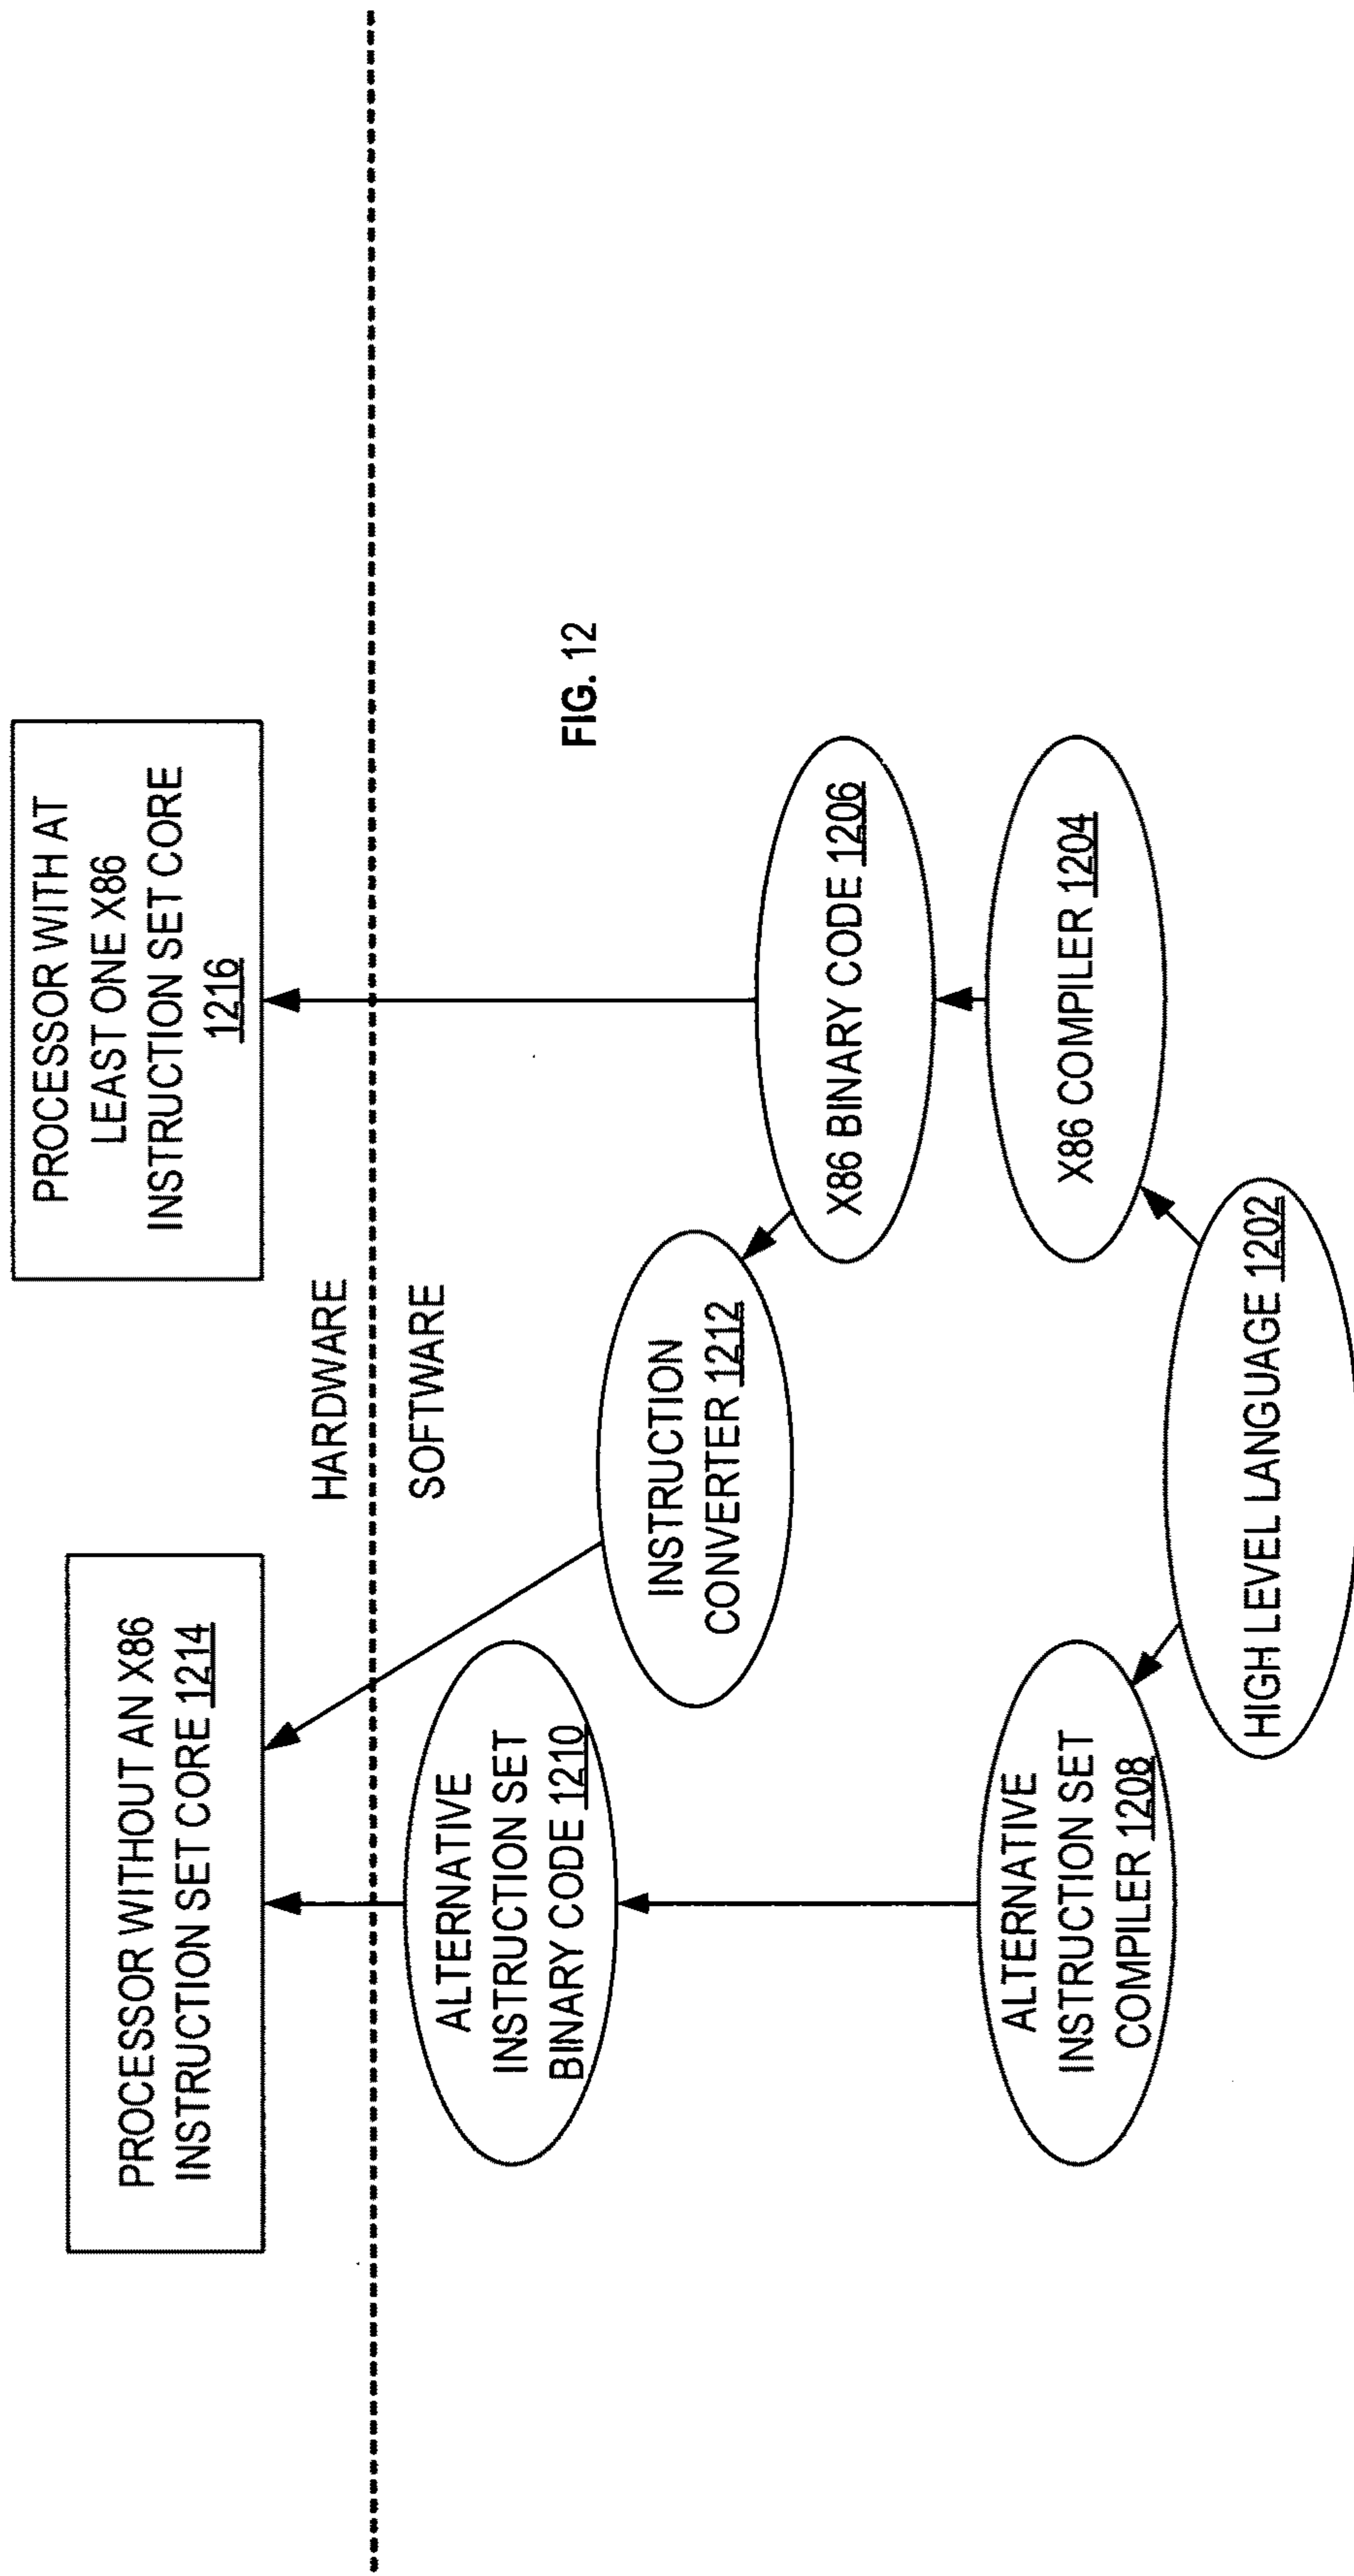 PROCESSOR WITHOUT AN X86
INSTRUCTION SET CORE 1214
PROCESSOR WITH AT
LEAST ONE X86
INSTRUCTION SET CORE
1216
HARDWARE
SOFTWARE
ALTERNATIVE
INSTRUCTION SET
BINARY CODE 1210
INSTRUCTION
CONVERTER 1212
FIG. 12
X86 BINARY CODE 1206
ALTERNATIVE
INSTRUCTION SET
COMPILER 1208
X86 COMPILER 1204
HIGH LEVEL LANGUAGE 1202